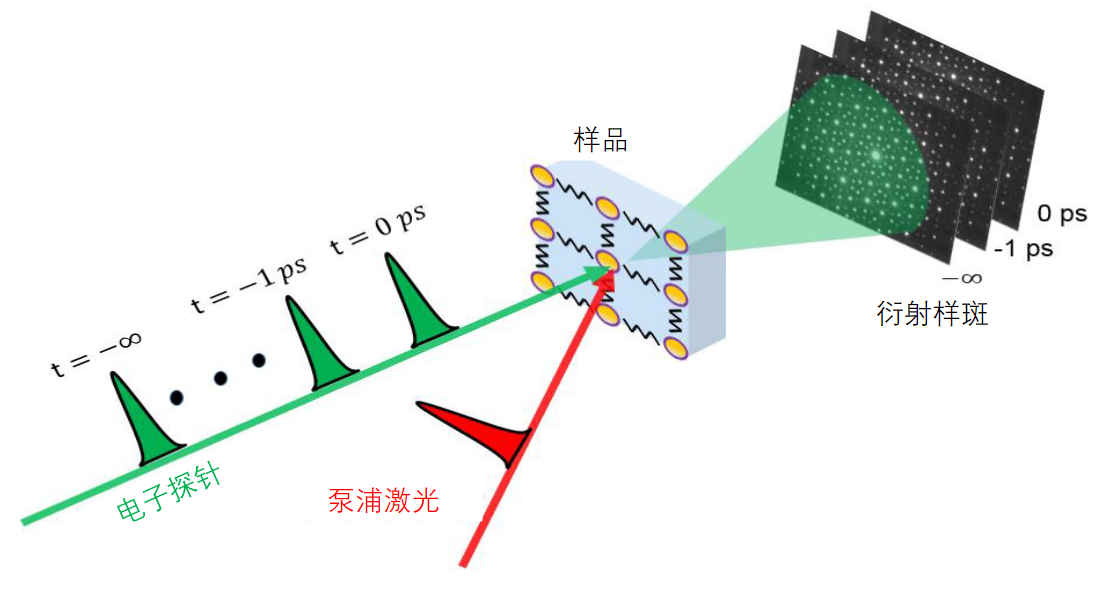 样品
t = 0 ps
t = −1 ps
t = −∞
0 ps
-1 ps
−∞
衍射样斑
电子探针
泵浦激光